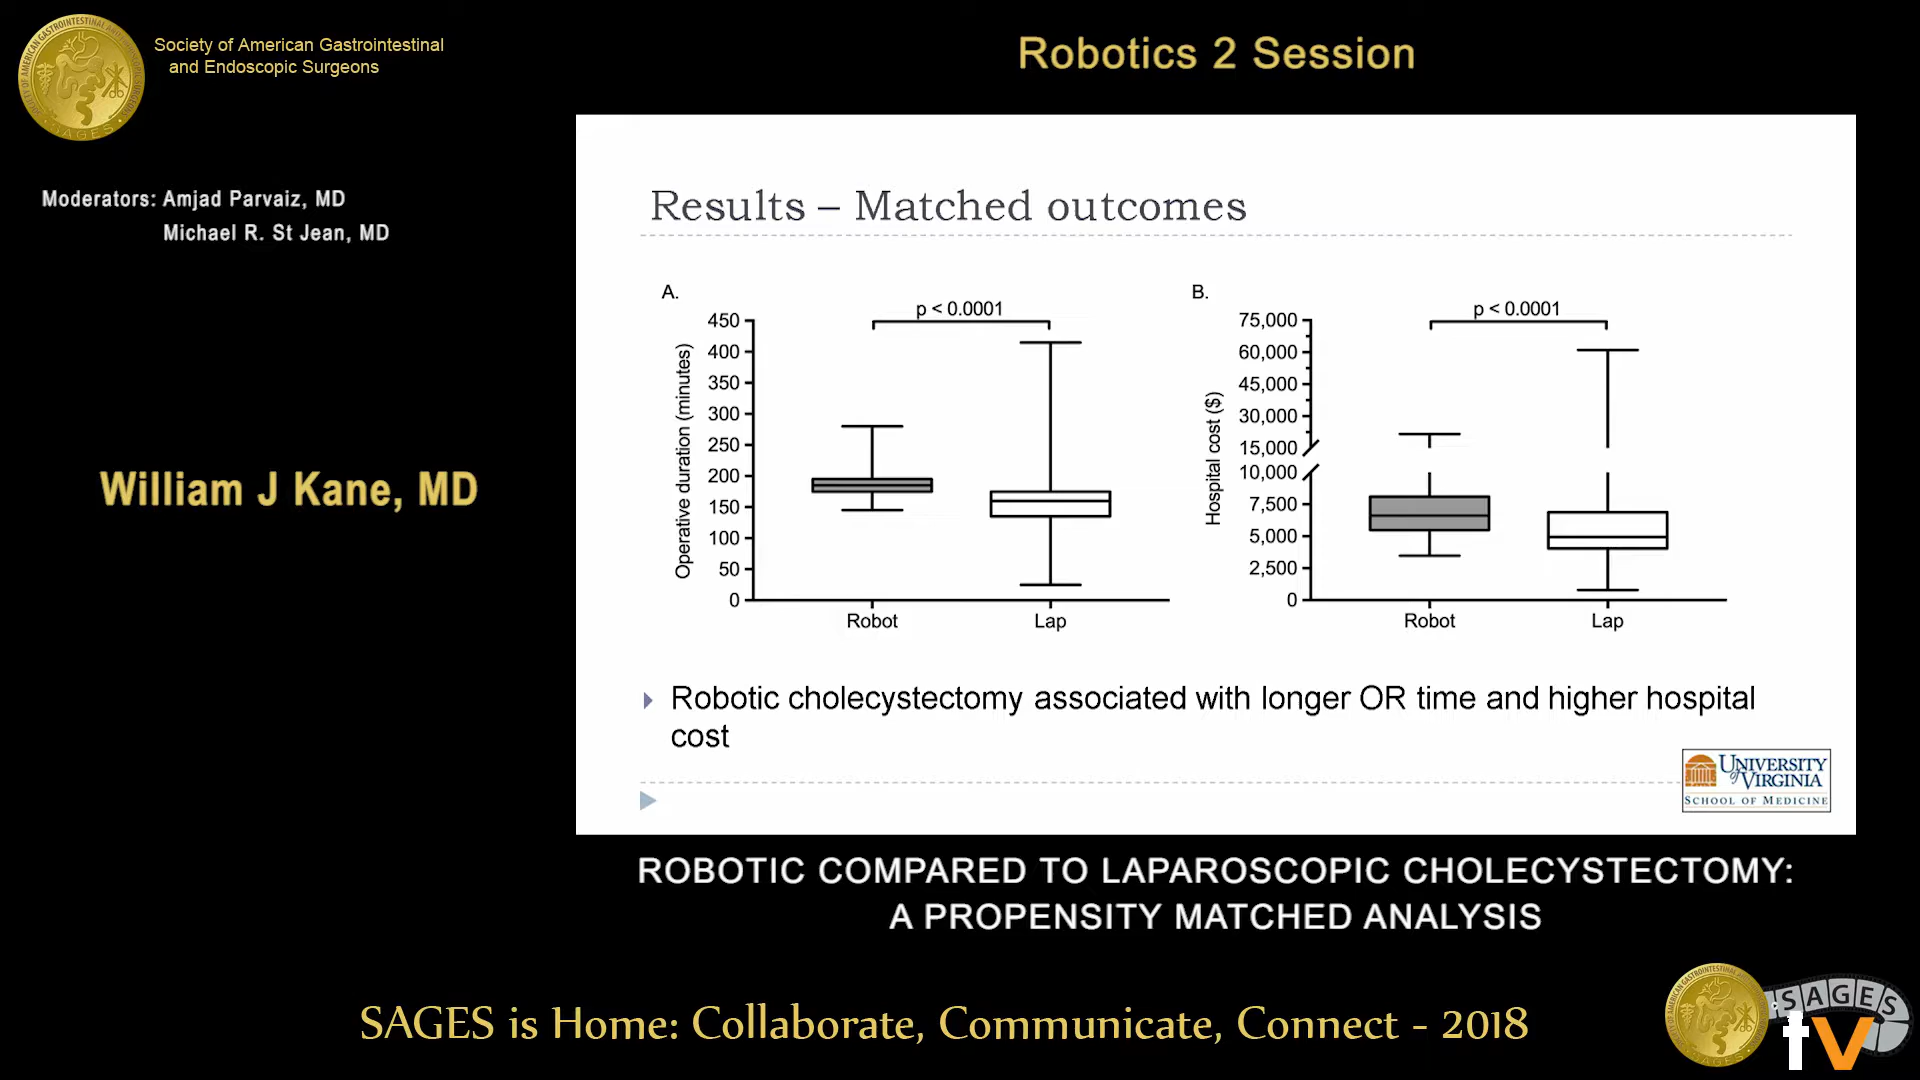 Society of American Gastrointestinal
and Endoscopic Surgeons
Robotics 2 Session
Moderators: Amjad Parvaiz, MD
Michael R. St Jean, MD
William J Kane, MD
Results – Matched outcomes
A.
p < 0.0001
Operative duration (minutes)
450
400
350
300
250
200
150
100
50
0
Robot
Lap
B.
p < 0.0001
Hospital cost ($)
75,000
60,000
45,000
30,000
15,000
10,000
7,500
5,000
2,500
0
Robot
Lap
Robotic cholecystectomy associated with longer OR time and higher hospital
cost
UNIVERSITY
of VIRGINIA
SCHOOL OF MEDICINE
ROBOTIC COMPARED TO LAPAROSCOPIC CHOLECYSTECTOMY:
A PROPENSITY MATCHED ANALYSIS
SAGES is Home: Collaborate, Communicate, Connect - 2018
SAGES
tv